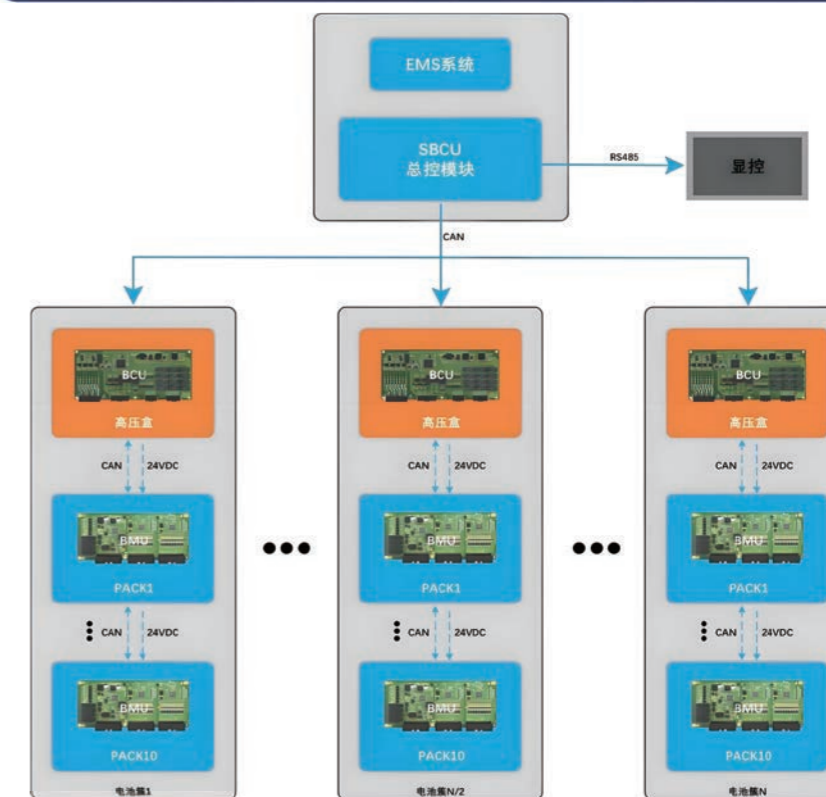 EMS系统
SBCU
总控模块
RS485
显控
CAN
BCU
高压盒
CAN
24VDC
BMU
PACK1
CAN
24VDC
BMU
PACK10
电池簇1
BCU
高压盒
CAN
24VDC
BMU
PACK1
CAN
24VDC
BMU
PACK10
电池簇N/2
BCU
高压盒
CAN
24VDC
BMU
PACK1
CAN
24VDC
BMU
PACK10
电池簇N